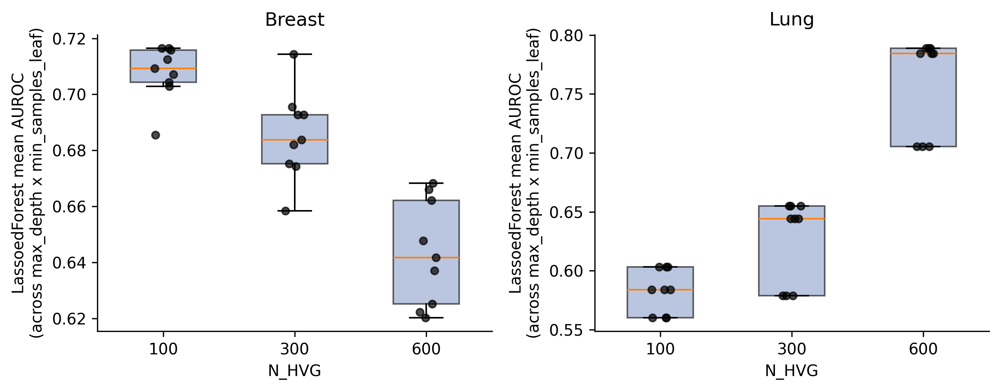 Breast
LassoedForest mean AUROC
(across max_depth x min_samples_leaf)
0.72
0.70
0.68
0.66
0.64
0.62
100
300
600
N_HVG
Lung
LassoedForest mean AUROC
(across max_depth x min_samples_leaf)
0.80
0.75
0.70
0.65
0.60
0.55
100
300
600
N_HVG